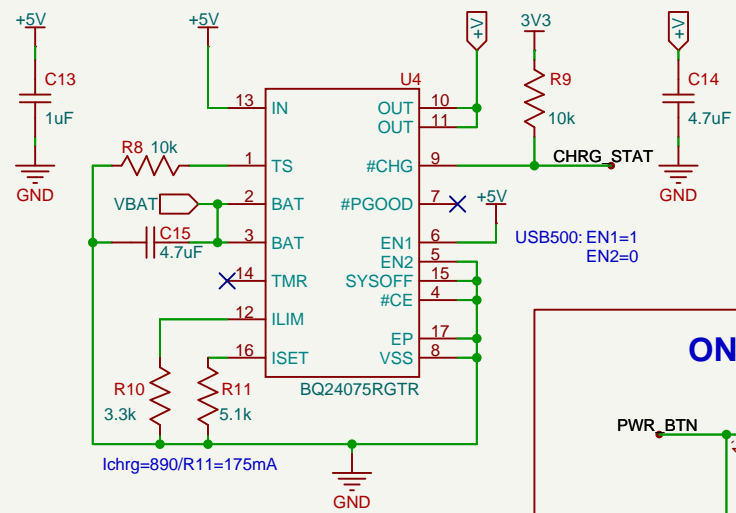 +5V
+5V
+V
3V3
+V
C13
1uF
GND
U4
13 IN
OUT 10
OUT 11
R9
10k
C14
4.7uF
GND
R8 10k
1 TS
#CHG 9
CHRG_STAT
VBAT
2 BAT
#PGOOD 7
+5V
C15
4.7uF
3 BAT
EN1 6
EN2 5
USB500: EN1=1
EN2=0
14 TMR
SYSOFF 15
#CE 4
12 ILIM
EP 17
16 ISET
VSS 8
BQ24075RGTR
R10
3.3k
R11
5.1k
Ichrg=890/R11=175mA
GND
ON
PWR_BTN